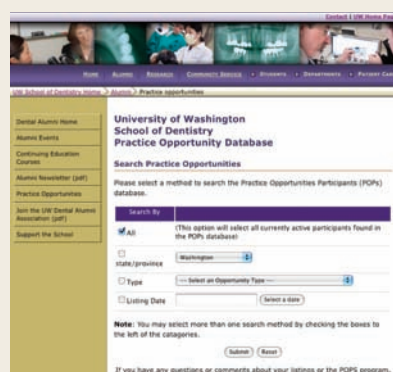 Contact | UW Home Page
HOME ALUMNI RESEARCH COMMUNITY SERVICE • STUDENTS • DEPARTMENTS • PATIENT CARE
UW School of Dentistry Home > Alumni > Practice opportunities
Dental Alumni Home
Alumni Events
Continuing Education
Courses
Alumni Newsletter (pdf)
Practice Opportunities
Join the UW Dental Alumni
Association (pdf)
Support the School
University of Washington
School of Dentistry
Practice Opportunity Database
Search Practice Opportunities
Please select a method to search the Practice Opportunities Participants (POPs)
database.
Search By
All (This option will select all currently active participants found in
the POPs database)
state/province Washington
Type --- Select an Opportunity Type ---
Listing Date Select a date
Note: You may select more than one search method by checking the boxes to
the left of the catagories.
Submit Reset
If you have any questions or comments about your listings or the POPS program,